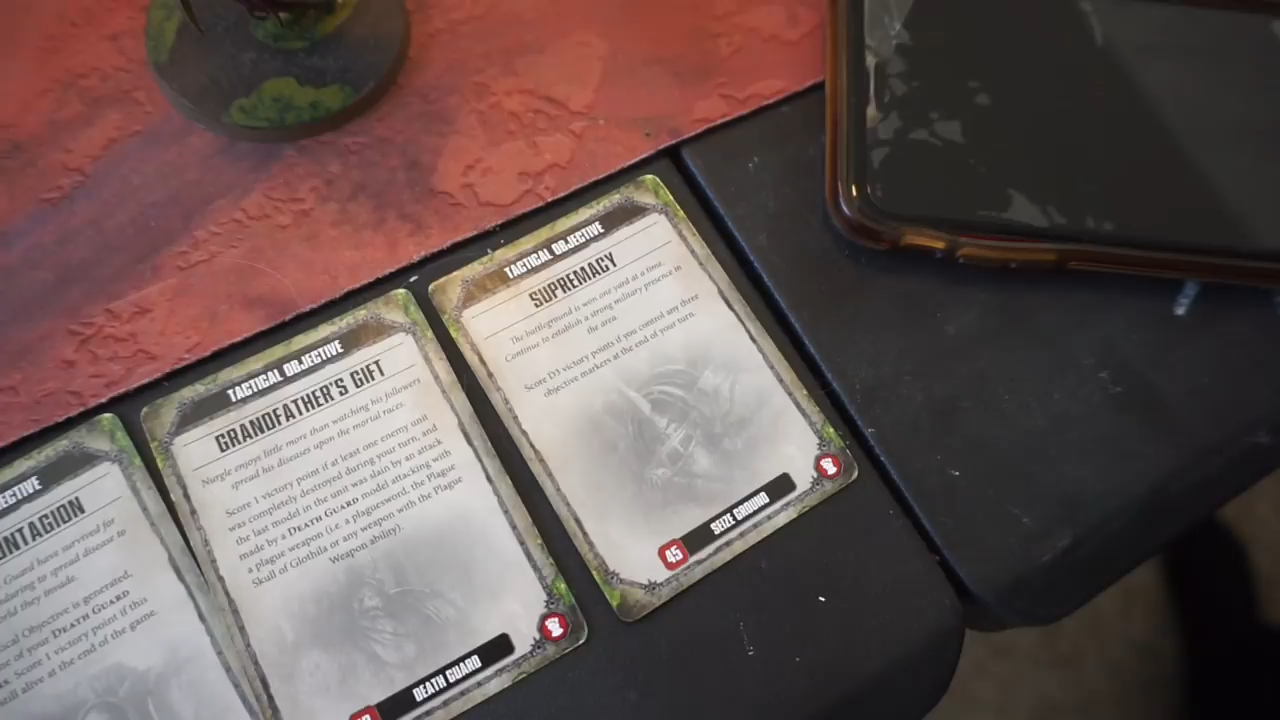 TACTICAL OBJECTIVE
SUPREMACY
The battleground is won one yard at a time.
Continue to establish a strong military presence in
the area.
Score D3 victory points if you control any three
objective markers at the end of your turn.
45
SEIZE GROUND
TACTICAL OBJECTIVE
GRANDFATHER'S GIFT
Nurgle enjoys little more than watching his followers
spread his diseases upon the mortal races.
Score 1 victory point if at least one enemy unit
was completely destroyed during your turn, and
the last model in the unit was slain by an attack
made by a DEATH GUARD model attacking with
a plague weapon (i.e. a plaguesword, the Plague
Skull of Glothila or any weapon with the Plague
Weapon ability).
DEATH GUARD
ECTIVE
NTAGION
Guard have survived for
enduring to spread disease to
world they invade.
ical Objective is generated,
ne of your DEATH GUARD
Score 1 victory point if this
still alive at the end of the game.